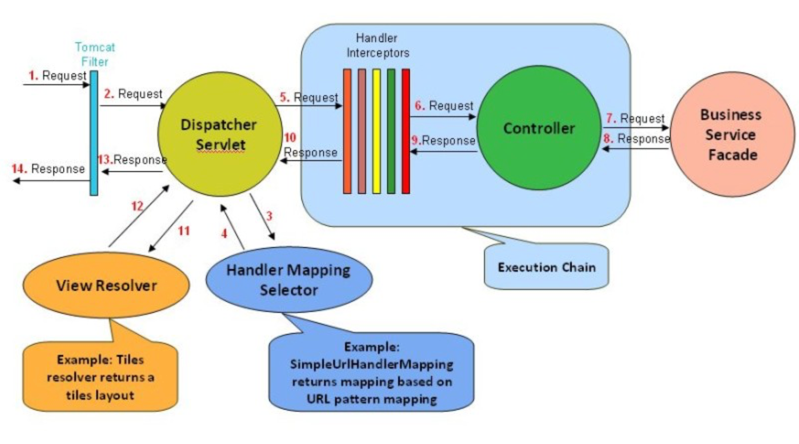 Tomcat
Filter
1. Request
2. Request
Dispatcher
Servlet
5. Request
Handler
Interceptors
6. Request
Controller
7. Request
8. Response
Business
Service
Facade
9.Response
10
Response
13.Response
14. Response
12
11
3
4
View Resolver
Handler Mapping
Selector
Execution Chain
Example: Tiles
resolver returns a
tiles layout
Example:
SimpleUrlHandlerMapping
returns mapping based on
URL pattern mapping